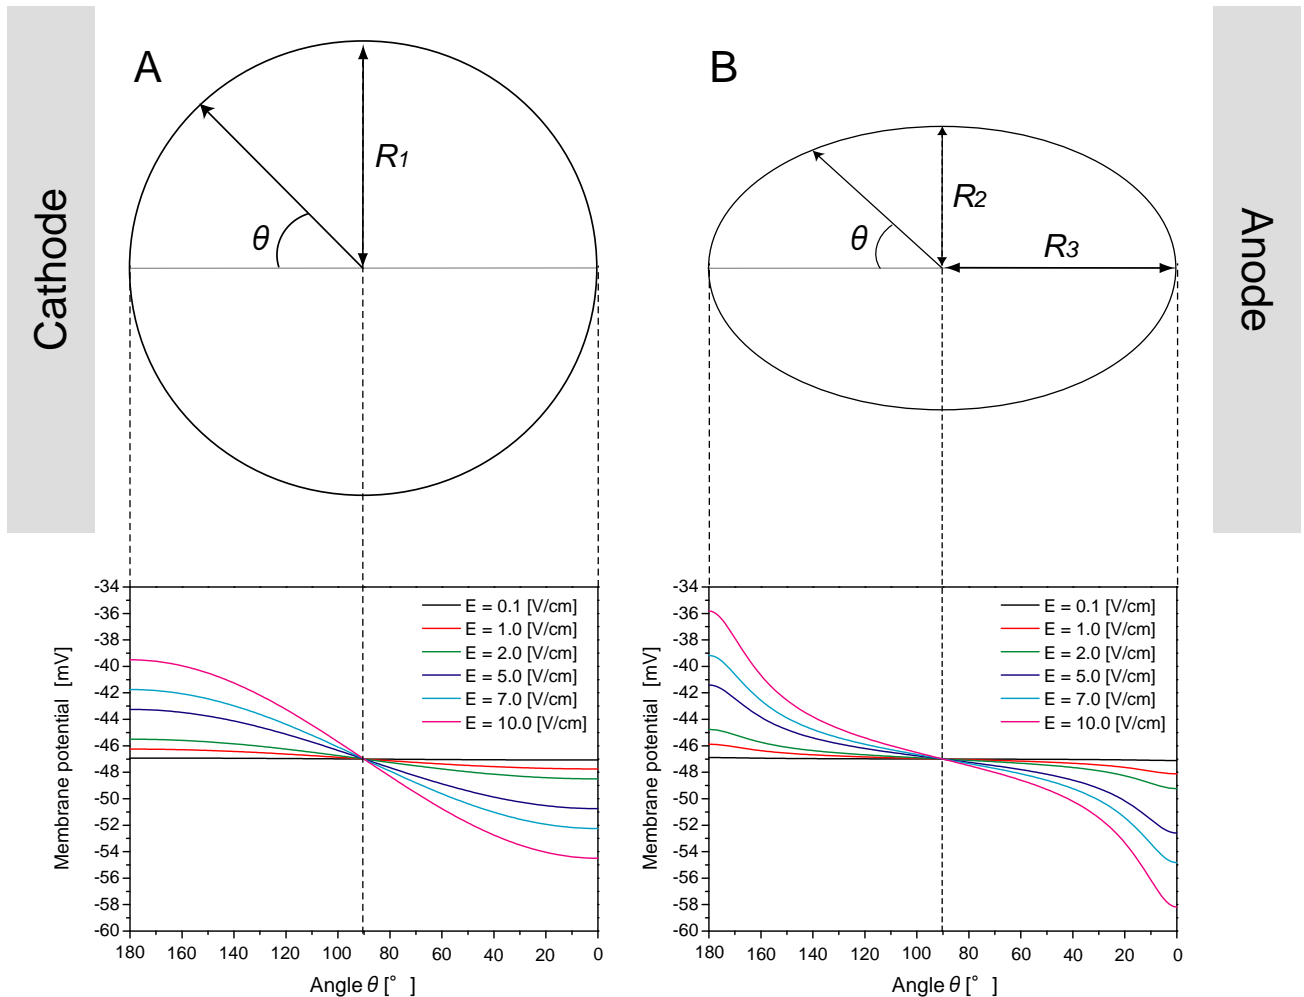 Cathode
A
R1
θ
B
R2
θ
R3
Anode
Membrane potential [mV]
-34
-36
-38
-40
-42
-44
-46
-48
-50
-52
-54
-56
-58
-60
E = 0.1 [V/cm]
E = 1.0 [V/cm]
E = 2.0 [V/cm]
E = 5.0 [V/cm]
E = 7.0 [V/cm]
E = 10.0 [V/cm]
180 160 140 120 100 80 60 40 20 0
Angle θ [° ]
Membrane potential [mV]
-34
-36
-38
-40
-42
-44
-46
-48
-50
-52
-54
-56
-58
-60
E = 0.1 [V/cm]
E = 1.0 [V/cm]
E = 2.0 [V/cm]
E = 5.0 [V/cm]
E = 7.0 [V/cm]
E = 10.0 [V/cm]
180 160 140 120 100 80 60 40 20 0
Angle θ [° ]